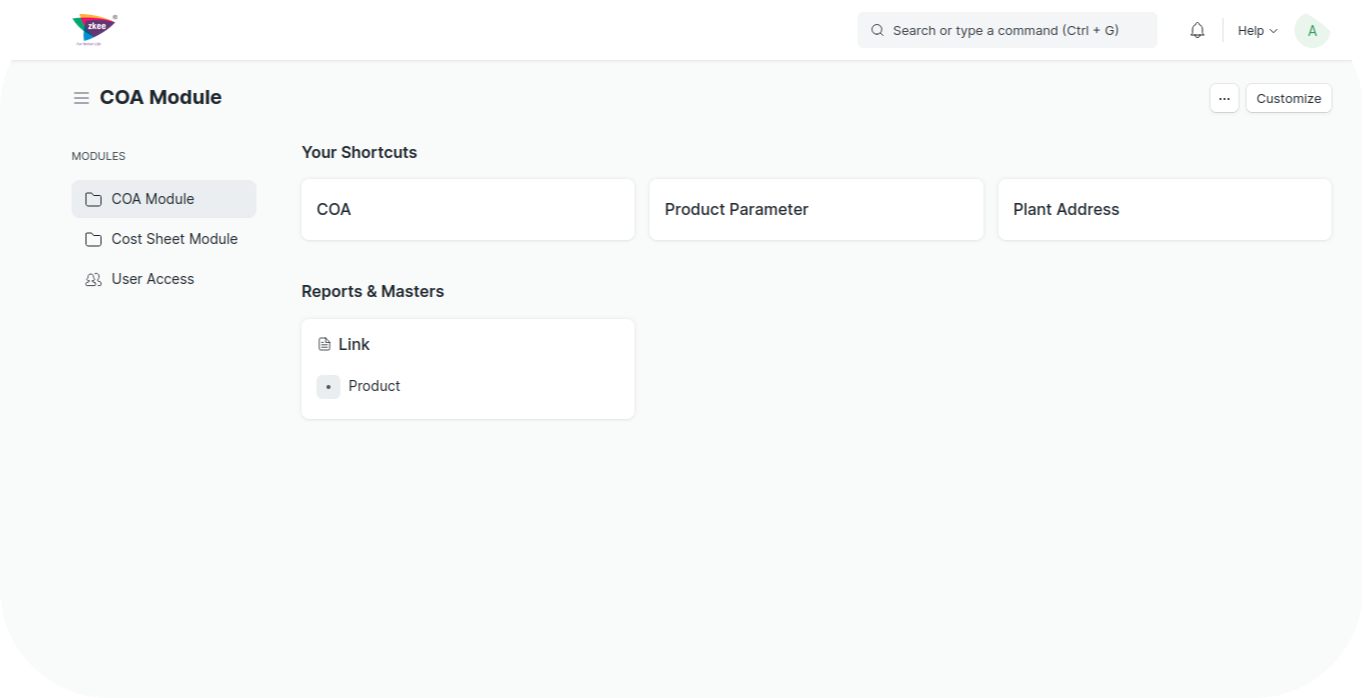 zkee
®
Search or type a command (Ctrl + G)
Help
A
COA Module
...
Customize
MODULES
COA Module
Cost Sheet Module
User Access
Your Shortcuts
COA
Product Parameter
Plant Address
Reports & Masters
Link
Product